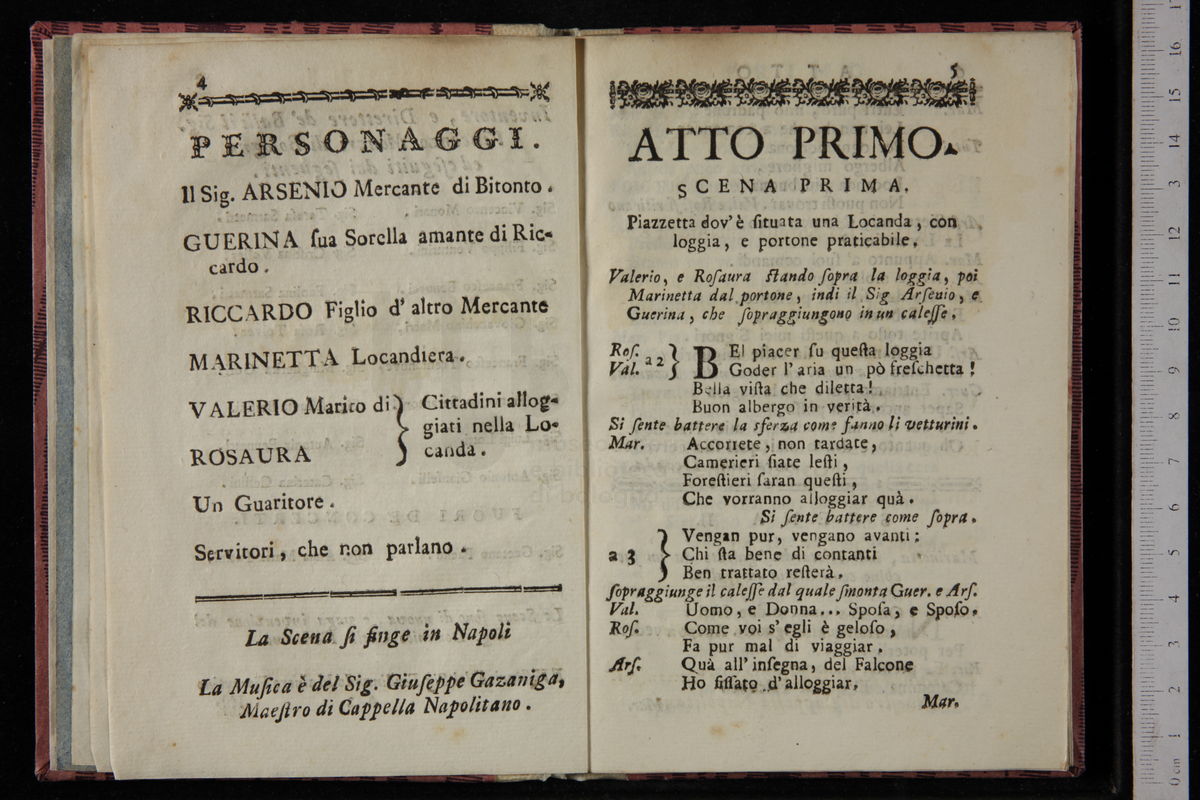 4
PERSONAGGI.
Il Sig. ARSENIO Mercante di Bitonto.
GUERINA ſua Sorella amante di Ric-
cardo.
RICCARDO Figlio d' altro Mercante
MARINETTA Locandiera.
VALERIO Marito di } Cittadini allog-
giati nella Lo-
ROSAURA } canda.
Un Guaritore.
Servitori, che non parlano.
La Scena ſi finge in Napoli
La Muſica è del Sig. Giuſeppe Gazaniga,
Maeſtro di Cappella Napolitano.
5
ATTO PRIMO.
SCENA PRIMA.
Piazzetta dov' è ſituata una Locanda, con
loggia, e portone praticabile.
Valerio, e Roſaura ſtando ſopra la loggia, poi
Marinetta dal portone, indi il Sig Arſenio, e
Guerina, che ſopraggiungono in un caleſſe.
Roſ. } BEl piacer ſu queſta loggia
Val. a 2 } Goder l' aria un pò freſchetta!
Bella viſta che diletta!
Buon albergo in verità.
Si ſente battere la sferza come fanno li vetturini.
Mar. Accorrete, non tardate,
Camerieri ſiate leſti,
Foreſtieri ſaran queſti,
Che vorranno alloggiar quà.
Si ſente battere come ſopra.
Vengan pur, vengano avanti;
a 3 } Chi ſta bene di contanti
Ben trattato reſterà.
ſopraggiunge il caleſſe dal quale ſmonta Guer. e Arſ.
Val. Uomo, e Donna... Spoſa, e Spoſo.
Roſ. Come voi s' egli è geloſo,
Fa pur mal di viaggiar.
Arſ. Quà all' inſegna, del Falcone
Ho fiſſato d' alloggiar.
Mar.